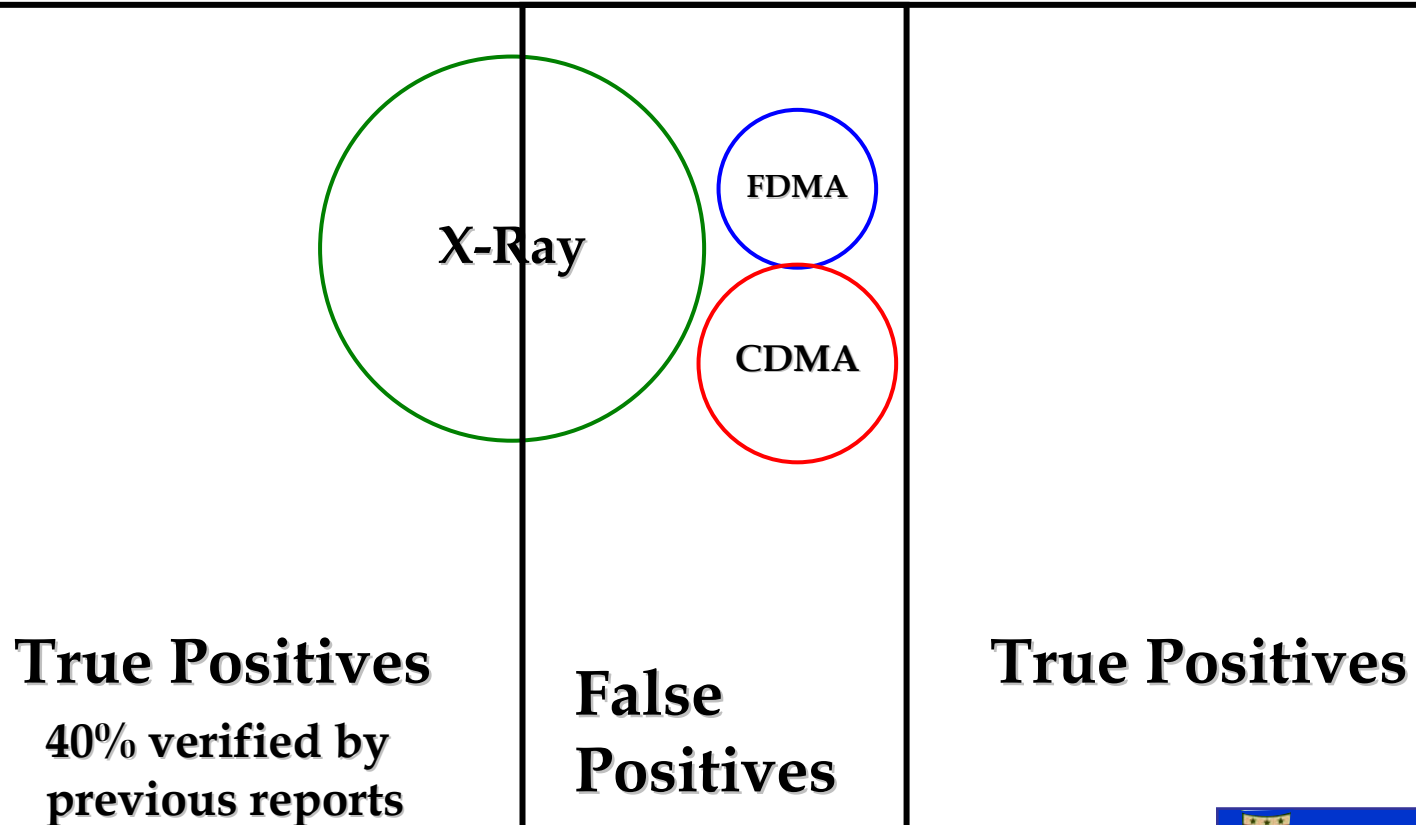 FDMA
X-Ray
CDMA
True Positives
40% verified by
previous reports
False
Positives
True Positives